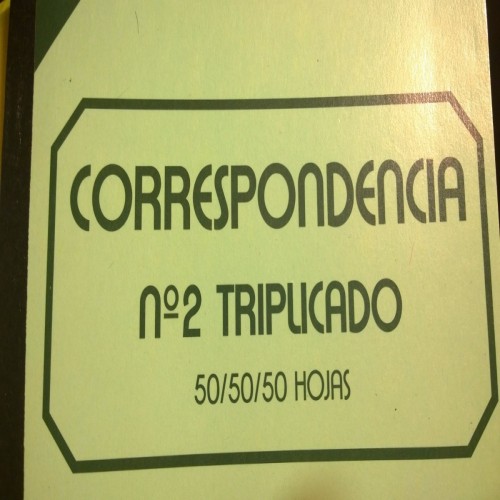 CORRESPONDENCIA
Nº2 TRIPLICADO
50/50/50 HOJAS